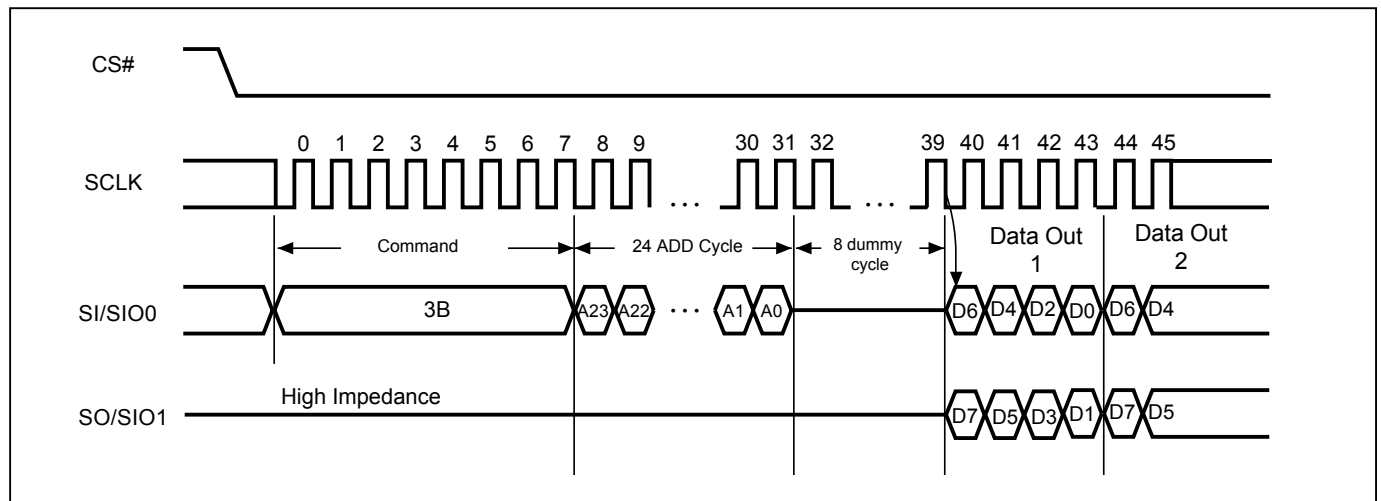 CS#
0 1 2 3 4 5 6 7 8 9 30 31 32 39 40 41 42 43 44 45
SCLK
. . . . . .
Command 24 ADD Cycle 8 dummy cycle Data Out 1 Data Out 2
SI/SIO0 3B A23 A22 . . . A1 A0 D6 D4 D2 D0 D6 D4
High Impedance
SO/SIO1 D7 D5 D3 D1 D7 D5